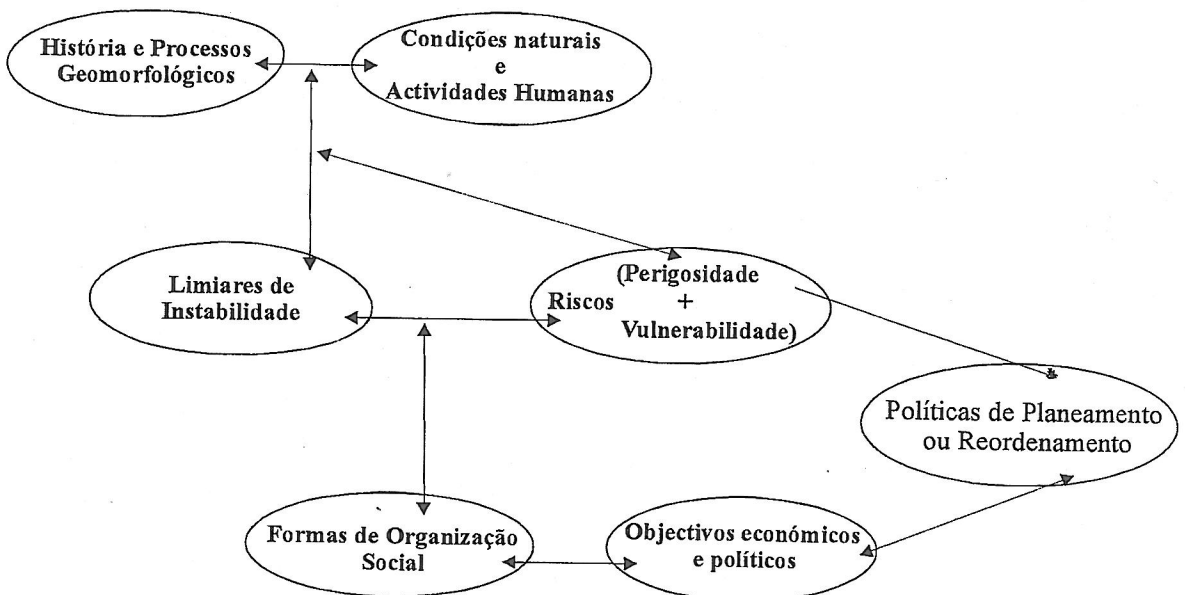 História e Processos
Geomorfológicos
Condições naturais
e
Actividades Humanas
Limiares de
Instabilidade
(Perigosidade
Riscos +
Vulnerabilidade)
Políticas de Planeamento
ou Reordenamento
Formas de Organização
Social
Objectivos económicos
e políticos